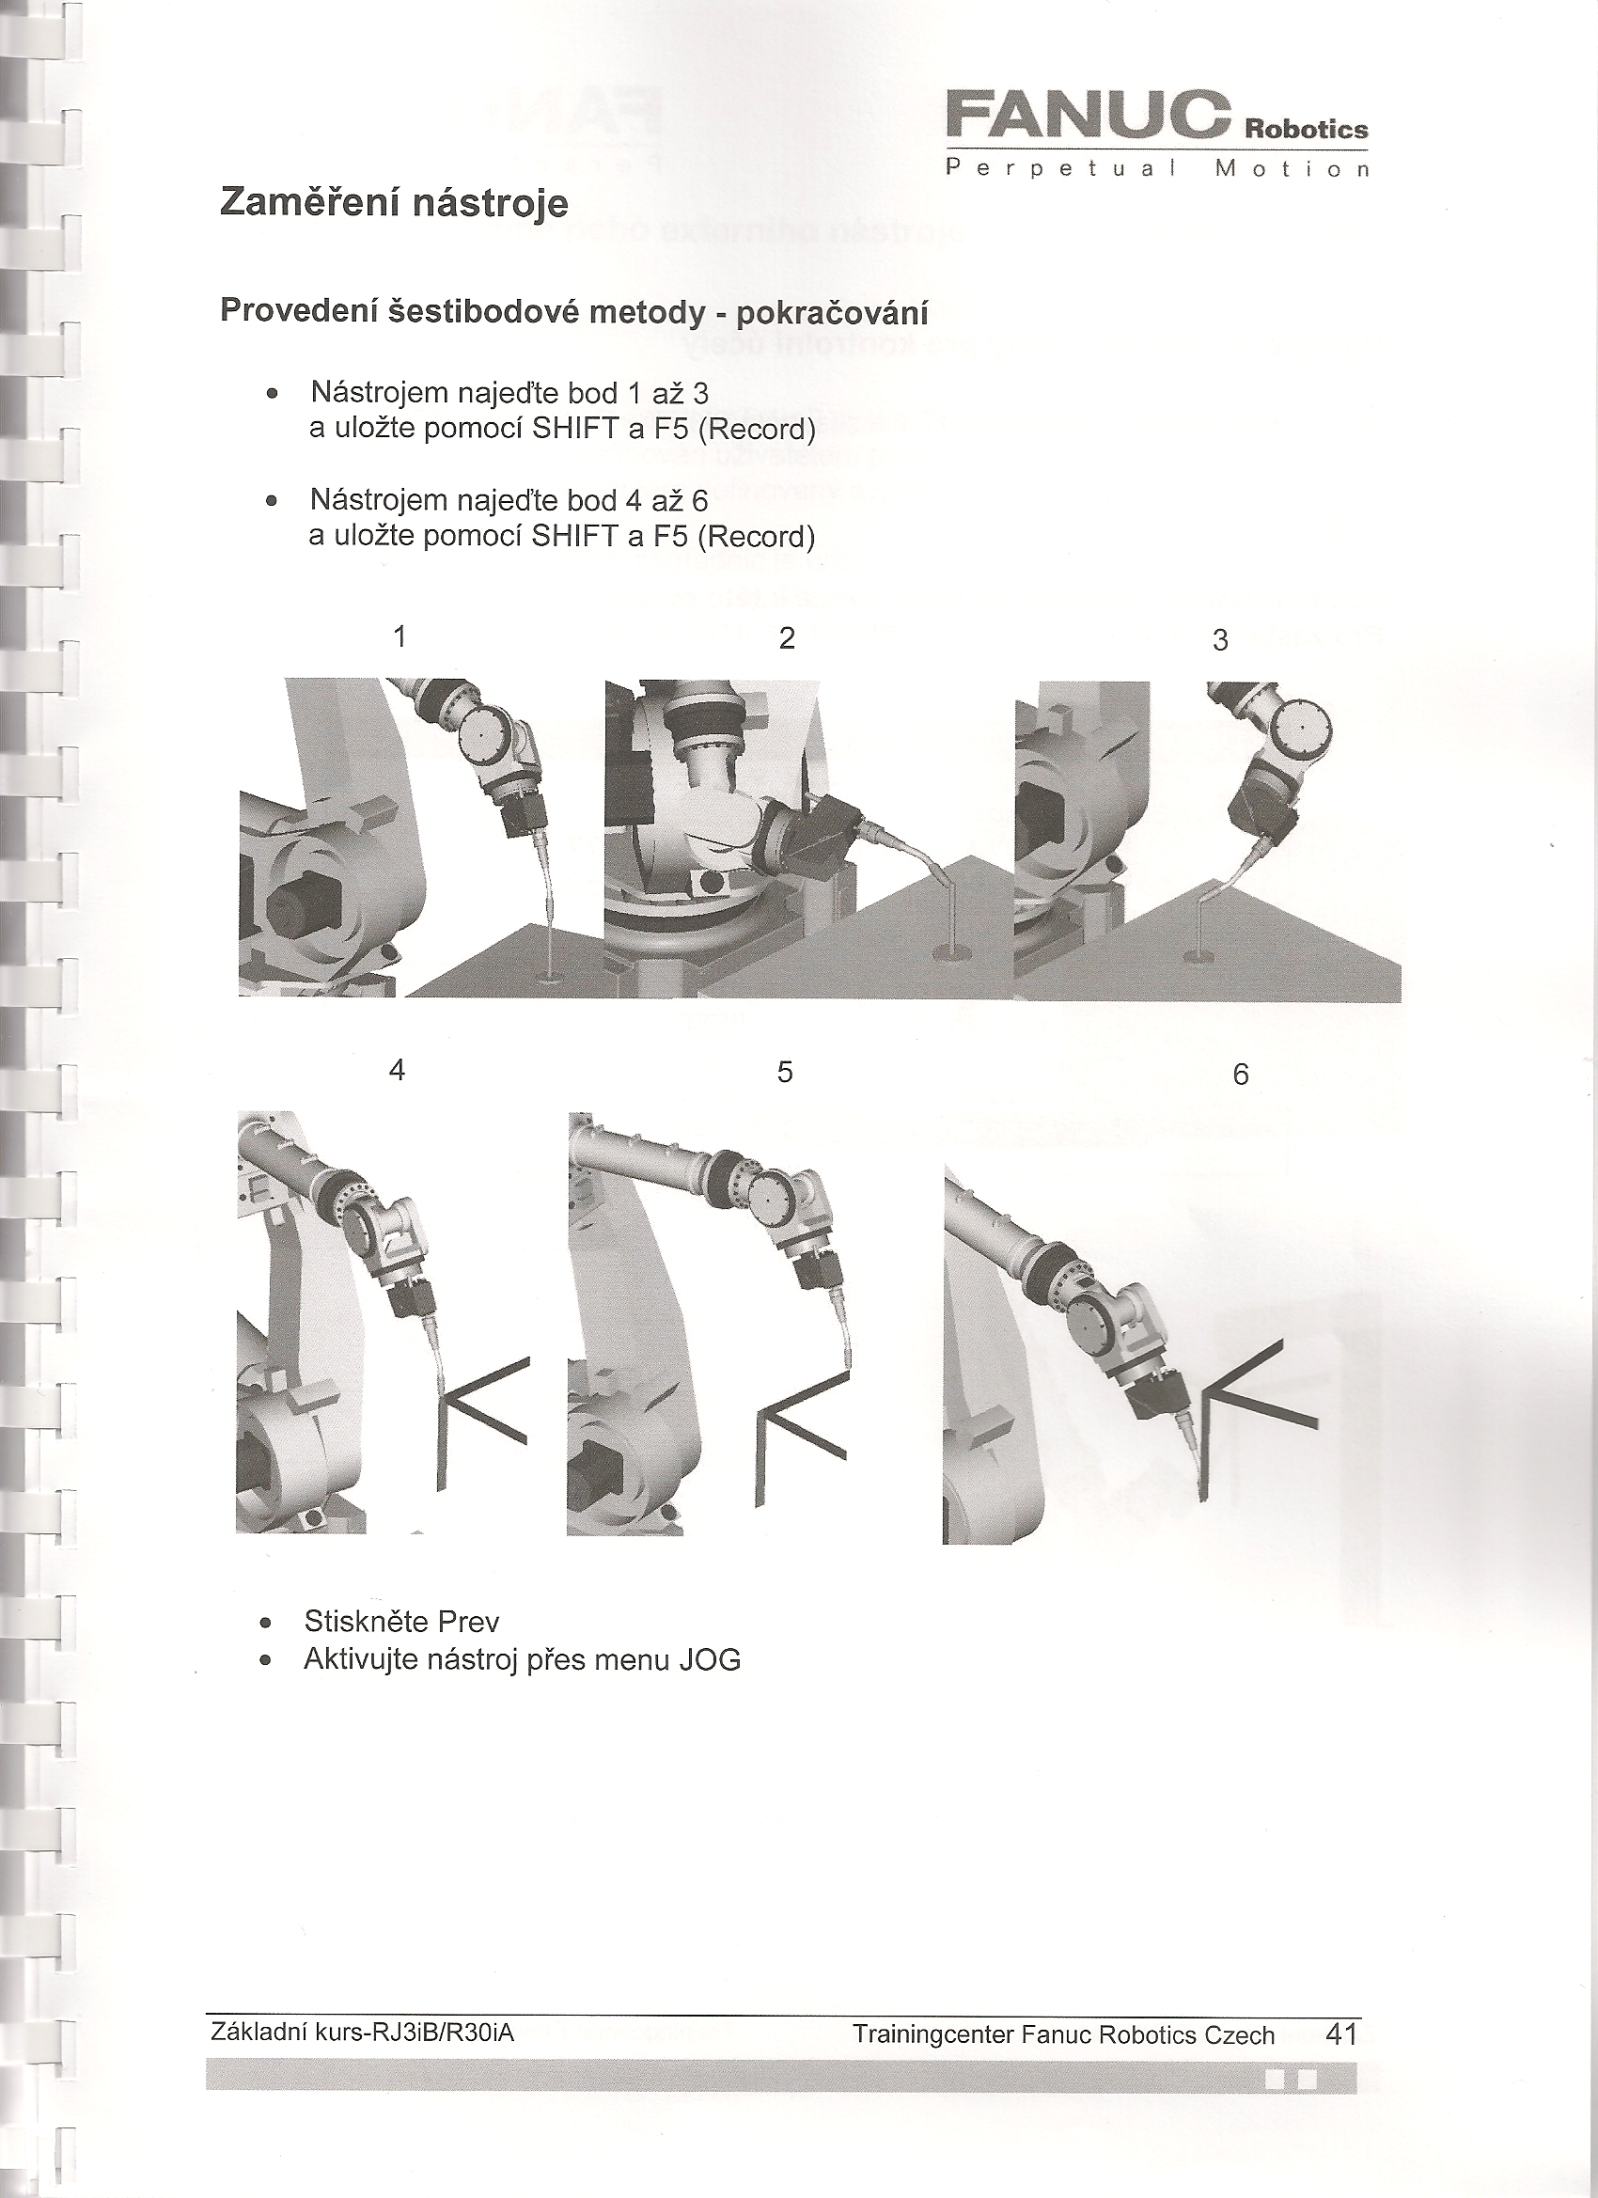 FANUC Robotics
Perpetual Motion
Zaměření nástroje
Provedení šestibodové metody - pokračování
• Nástrojem najeďte bod 1 až 3
a uložte pomocí SHIFT a F5 (Record)
• Nástrojem najeďte bod 4 až 6
a uložte pomocí SHIFT a F5 (Record)
1 2 3
4 5 6
• Stiskněte Prev
• Aktivujte nástroj přes menu JOG
Základní kurs-RJ3iB/R30iA Trainingcenter Fanuc Robotics Czech 41